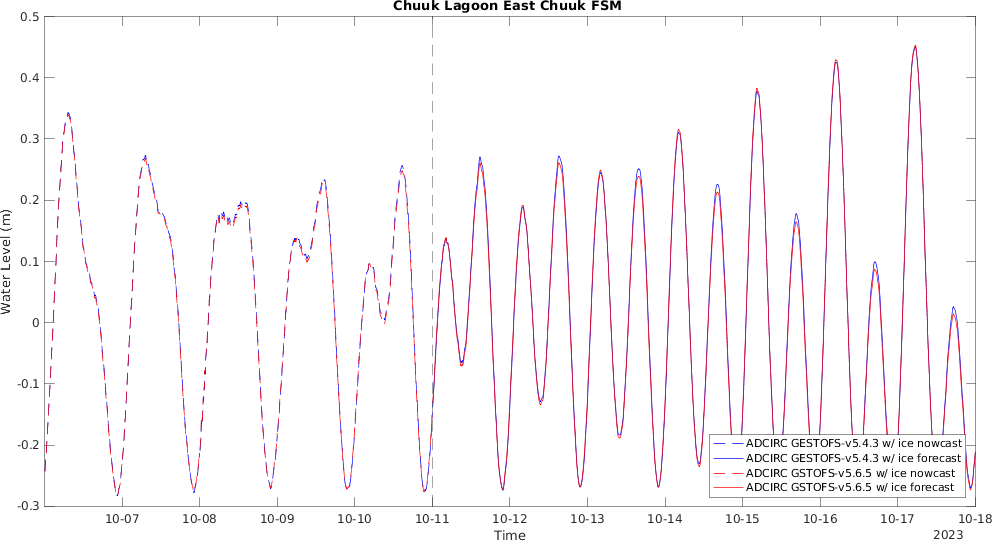 Chuuk Lagoon East Chuuk FSM
0.5
0.4
0.3
0.2
0.1
0
-0.1
-0.2
-0.3
Water Level (m)
ADCIRC GESTOFS-v5.4.3 w/ ice nowcast
ADCIRC GESTOFS-v5.4.3 w/ ice forecast
ADCIRC GSTOFS-v5.6.5 w/ ice nowcast
ADCIRC GSTOFS-v5.6.5 w/ ice forecast
10-07 10-08 10-09 10-10 10-11 10-12 10-13 10-14 10-15 10-16 10-17 10-18
Time
2023